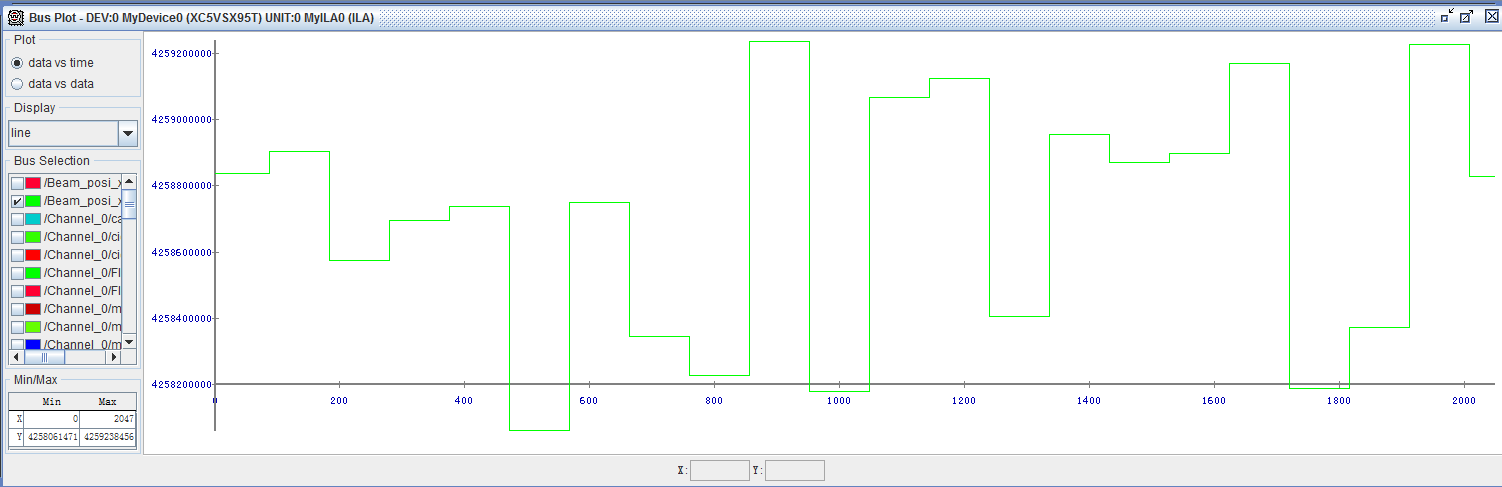 Bus Plot - DEV:0 MyDevice0 (XC5VSX95T) UNIT:0 MyILA0 (ILA)
Plot
data vs time
data vs data
Display
line
Bus Selection
/Beam_posi_x
/Beam_posi_x
/Channel_0/ca
/Channel_0/ci
/Channel_0/ci
/Channel_0/Fl
/Channel_0/Fl
/Channel_0/m
/Channel_0/m
/Channel_0/m
Min/Max
Min Max
X 0 2047
Y 4258061471 4259238456
4259200000
4259000000
4258800000
4258600000
4258400000
4258200000
0 200 400 600 800 1000 1200 1400 1600 1800 2000
X: Y: